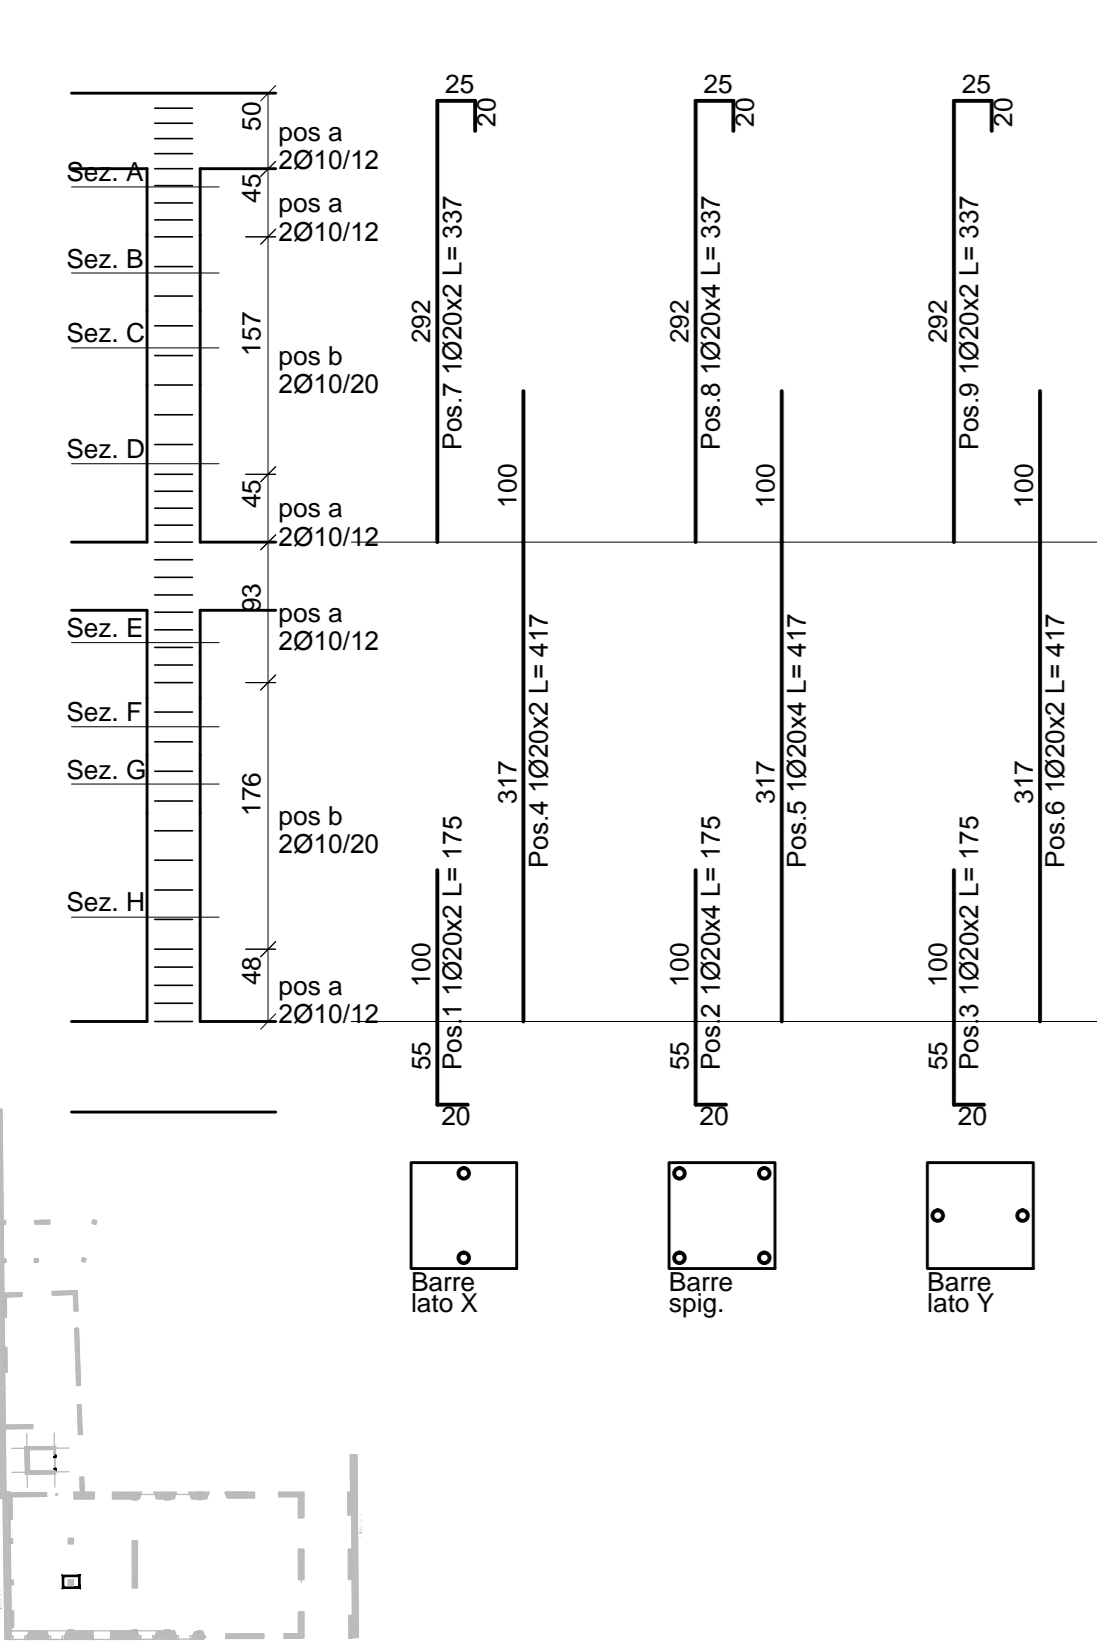 50
pos a
2Ø10/12
Sez. A
45
pos a
2Ø10/12
Sez. B
157
Sez. C
pos b
2Ø10/20
Sez. D
45
pos a
2Ø10/12
93
pos a
2Ø10/12
Sez. E
Sez. F
Sez. G
176
pos b
2Ø10/20
Sez. H
48
pos a
2Ø10/12
25
20
292
Pos.7 1Ø20x2 L= 337
100
317
Pos.4 1Ø20x2 L= 417
100
55
Pos.1 1Ø20x2 L= 175
20
Barre
lato X
25
20
292
Pos.8 1Ø20x4 L= 337
100
317
Pos.5 1Ø20x4 L= 417
100
55
Pos.2 1Ø20x4 L= 175
20
Barre
spig.
25
20
292
Pos.9 1Ø20x2 L= 337
100
317
Pos.6 1Ø20x2 L= 417
100
55
Pos.3 1Ø20x2 L= 175
20
Barre
lato Y